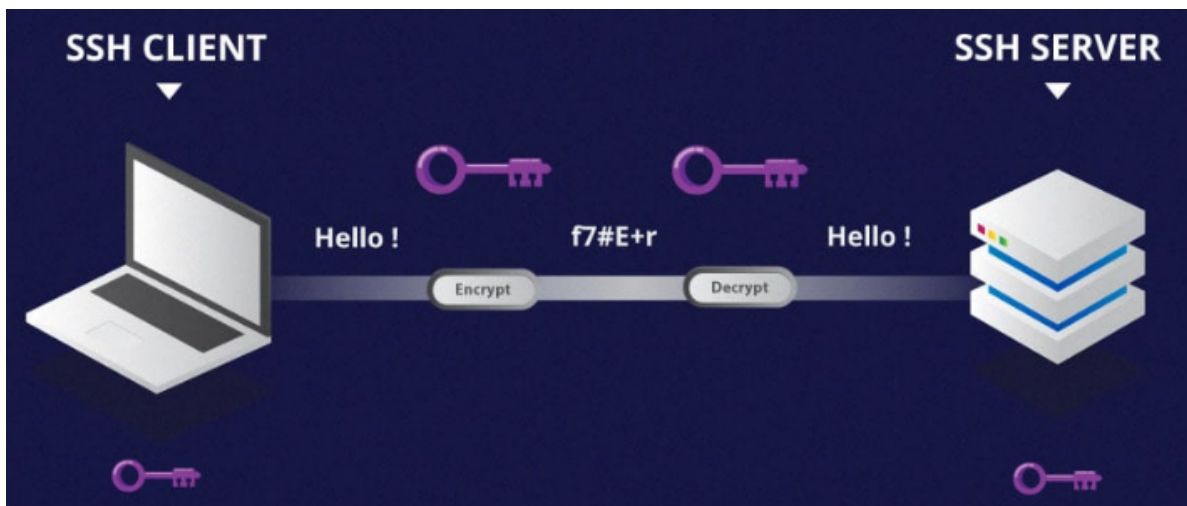 SSH CLIENT
SSH SERVER
Hello !
f7#E+r
Hello !
Encrypt
Decrypt